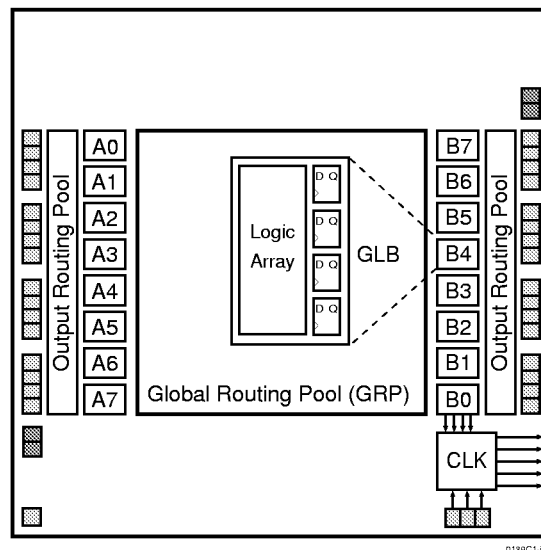 Output Routing Pool
A0
A1
A2
A3
A4
A5
A6
A7
D Q
D Q
D Q
D Q
Logic
Array
GLB
Global Routing Pool (GRP)
B7
B6
B5
B4
B3
B2
B1
B0
Output Routing Pool
CLK